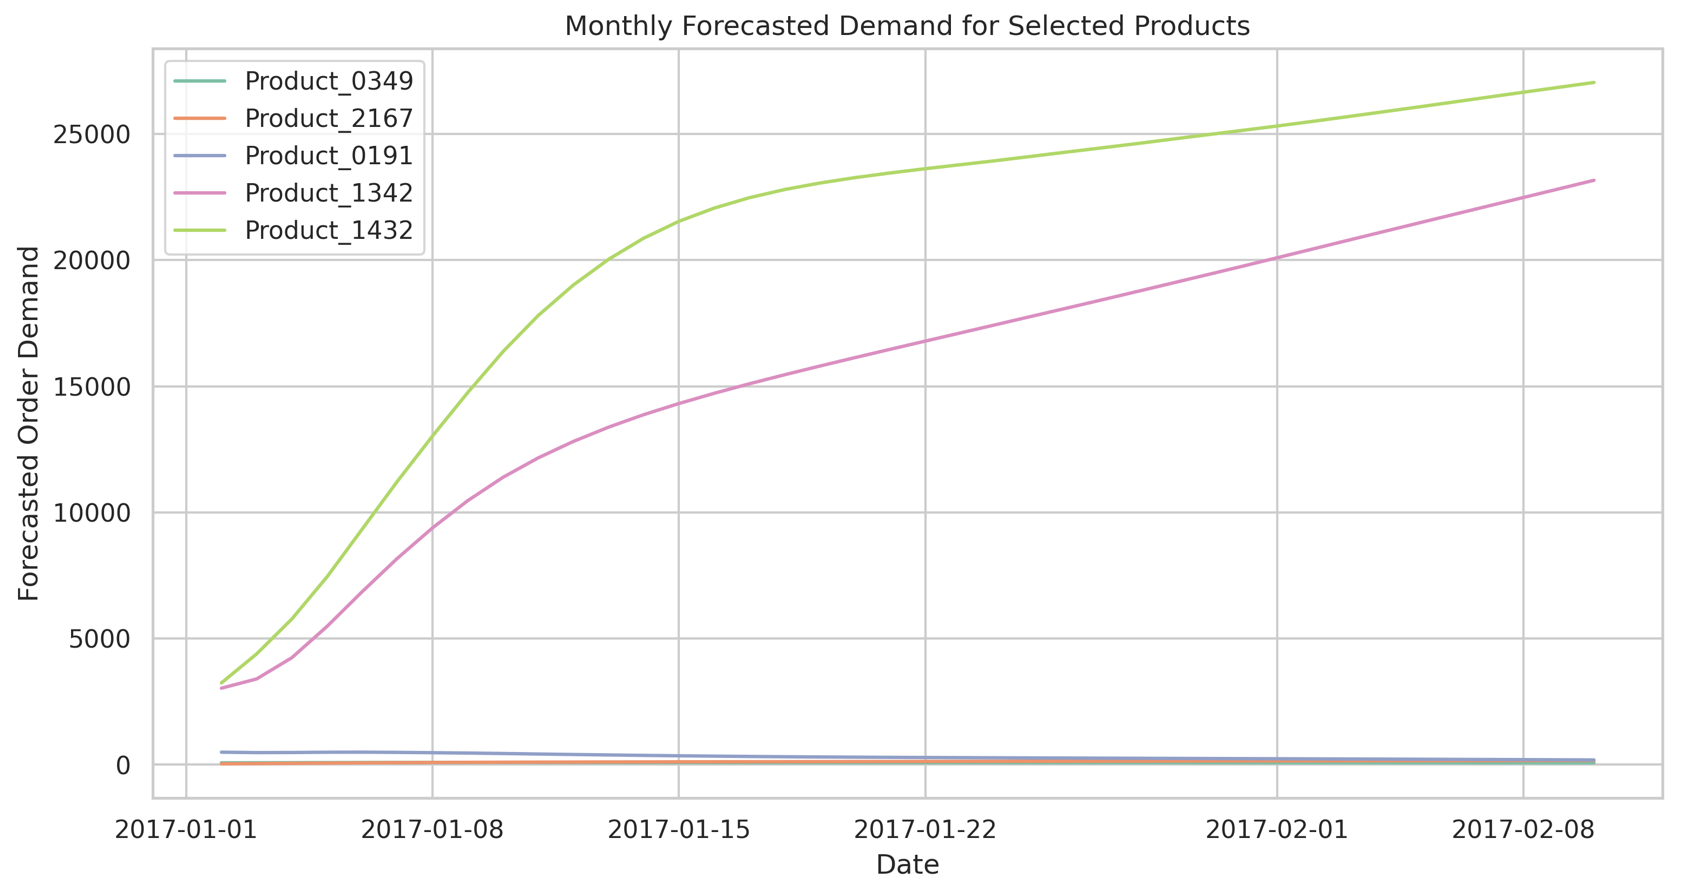 Monthly Forecasted Demand for Selected Products
Product_0349
Product_2167
Product_0191
Product_1342
Product_1432
Forecasted Order Demand
25000
20000
15000
10000
5000
0
2017-01-01
2017-01-08
2017-01-15
2017-01-22
2017-02-01
2017-02-08
Date